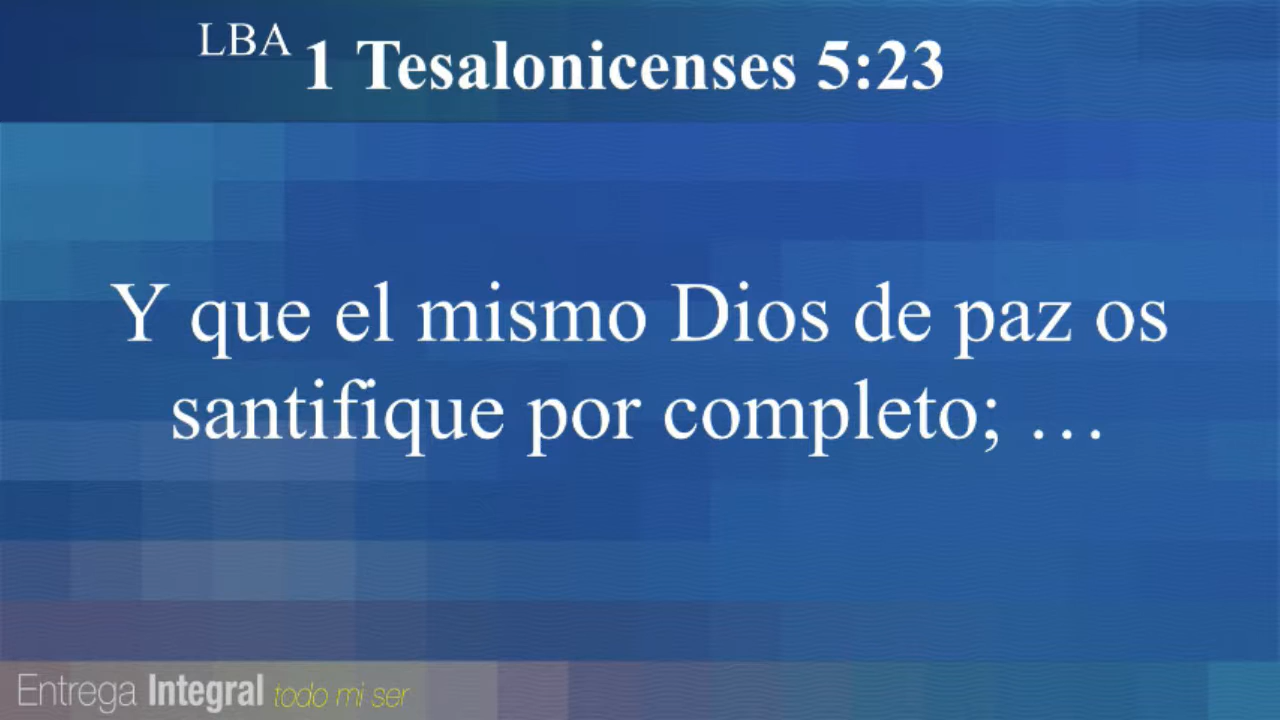 LBA 1 Tesalonicenses 5:23
Y que el mismo Dios de paz os
santifique por completo; …
Entrega Integral todo mi ser